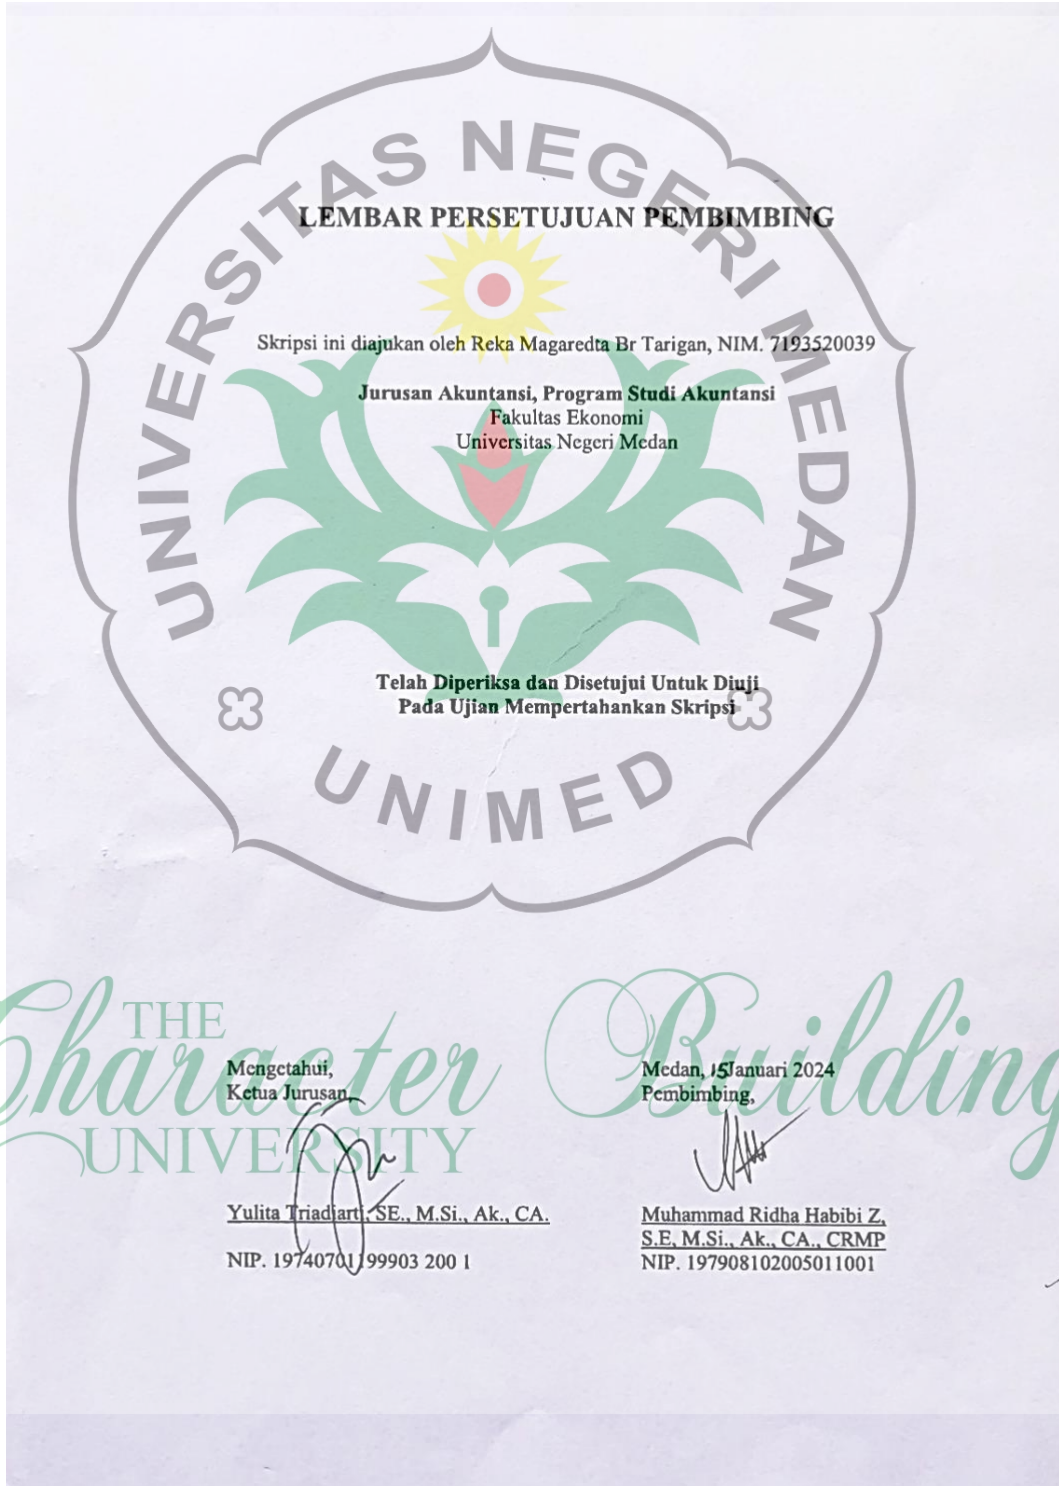 UNIVERSITAS NEGERI MEDAN
LEMBAR PERSETUJUAN PEMBIMBING
Skripsi ini diajukan oleh Reka Magaredta Br Tarigan, NIM. 7193520039
Jurusan Akuntansi, Program Studi Akuntansi
Fakultas Ekonomi
Universitas Negeri Medan
Telah Diperiksa dan Disetujui Untuk Diuji
Pada Ujian Mempertahankan Skripsi
UNIMED
THE
Character Building
UNIVERSITY
Mengetahui,
Ketua Jurusan,
Yulita Triadiarti, SE., M.Si., Ak., CA.
NIP. 19740701199903 200 1
Medan, 15 Januari 2024
Pembimbing,
Muhammad Ridha Habibi Z,
S.E, M.Si., Ak., CA., CRMP
NIP. 197908102005011001